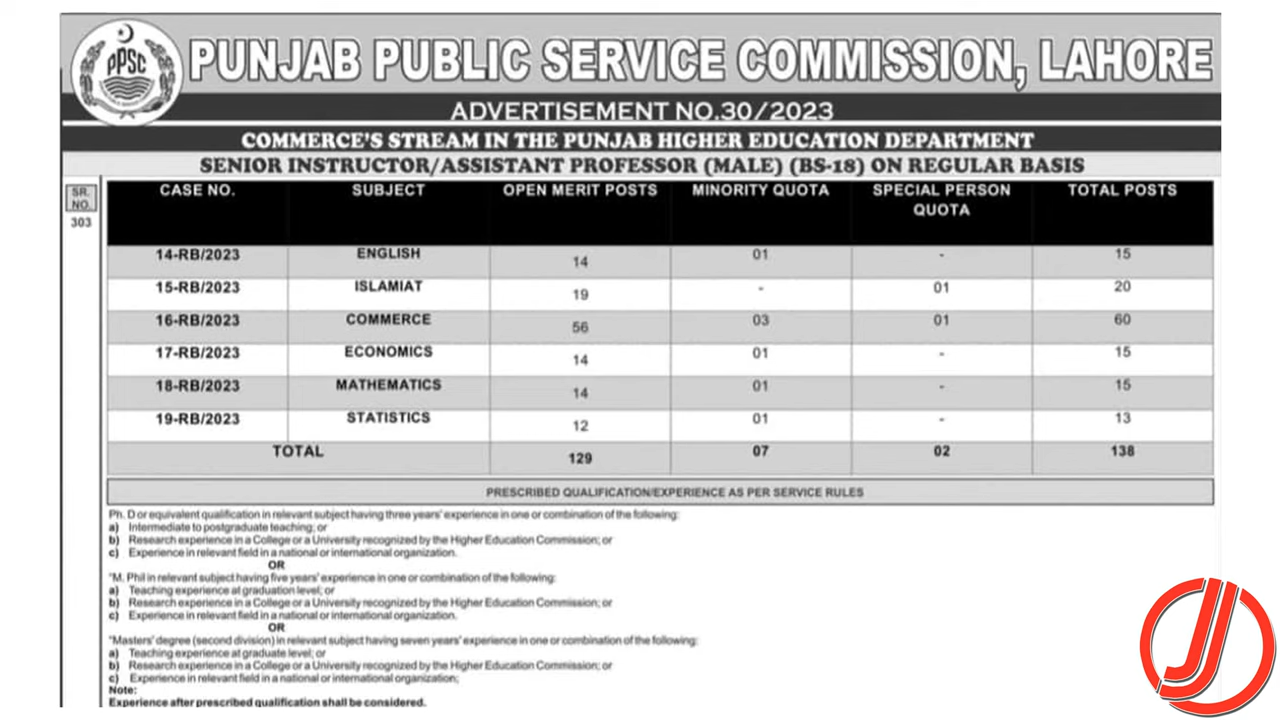 PPSC
PUNJAB PUBLIC SERVICE COMMISSION, LAHORE
ADVERTISEMENT NO.30/2023
COMMERCE'S STREAM IN THE PUNJAB HIGHER EDUCATION DEPARTMENT
SENIOR INSTRUCTOR/ASSISTANT PROFESSOR (MALE) (BS-18) ON REGULAR BASIS
SR. NO. CASE NO. SUBJECT OPEN MERIT POSTS MINORITY QUOTA SPECIAL PERSON QUOTA TOTAL POSTS
303
14-RB/2023 ENGLISH 14 01 - 15
15-RB/2023 ISLAMIAT 19 - 01 20
16-RB/2023 COMMERCE 56 03 01 60
17-RB/2023 ECONOMICS 14 01 - 15
18-RB/2023 MATHEMATICS 14 01 - 15
19-RB/2023 STATISTICS 12 01 - 13
TOTAL 129 07 02 138
PRESCRIBED QUALIFICATION/EXPERIENCE AS PER SERVICE RULES
Ph. D or equivalent qualification in relevant subject having three years' experience in one or combination of the following:
a) Intermediate to postgraduate teaching; or
b) Research experience in a College or a University recognized by the Higher Education Commission; or
c) Experience in relevant field in a national or international organization.
OR
"M. Phil in relevant subject having five years' experience in one or combination of the following:
a) Teaching experience at graduation level; or
b) Research experience in a College or a University recognized by the Higher Education Commission; or
c) Experience in relevant field in a national or international organization.
OR
"Masters' degree (second division) in relevant subject having seven years' experience in one or combination of the following:
a) Teaching experience at graduate level; or
b) Research experience in a College or a University recognized by the Higher Education Commission; or
c) Experience in relevant field in a national or international organization;
Note:
Experience after prescribed qualification shall be considered.